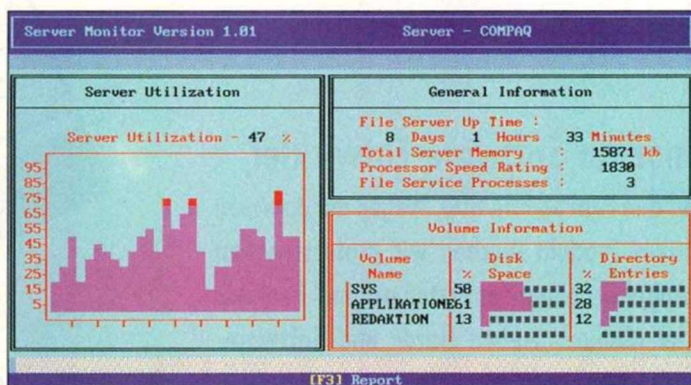 Server Monitor Version 1.01 Server - COMPAQ
Server Utilization
Server Utilization - 47 %
95
85
75
65
55
45
35
25
15
5
General Information
File Server Up Time :
8 Days 1 Hours 33 Minutes
Total Server Memory : 15871 kb
Processor Speed Rating : 1830
File Service Processes : 3
Volume Information
Volume Name % Disk Space % Directory Entries
SYS 58 32
APPLIKATIONE61 28
REDAKTION 13 12
[F3] Report